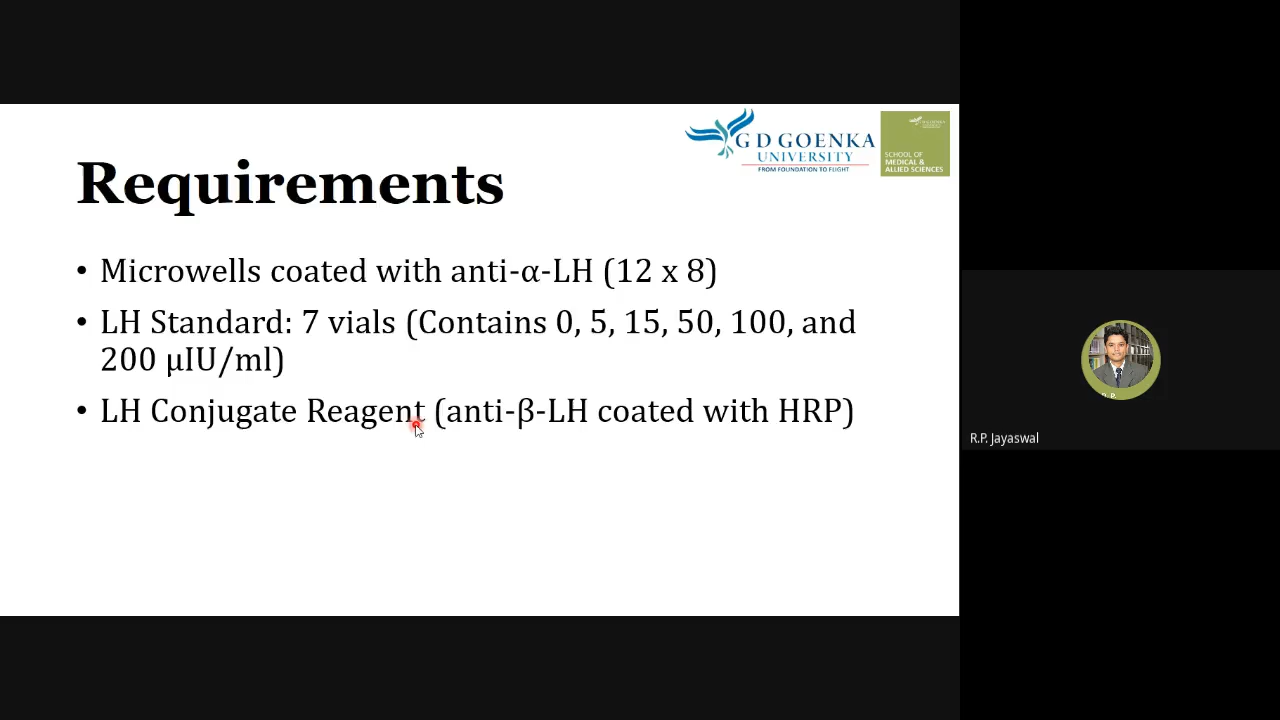 G D GOENKA
UNIVERSITY
FROM FOUNDATION TO FLIGHT
SCHOOL OF
MEDICAL &
ALLIED SCIENCES
Requirements
• Microwells coated with anti-α-LH (12 x 8)
• LH Standard: 7 vials (Contains 0, 5, 15, 50, 100, and
200 µIU/ml)
• LH Conjugate Reagent (anti-β-LH coated with HRP)
R.P. Jayaswal